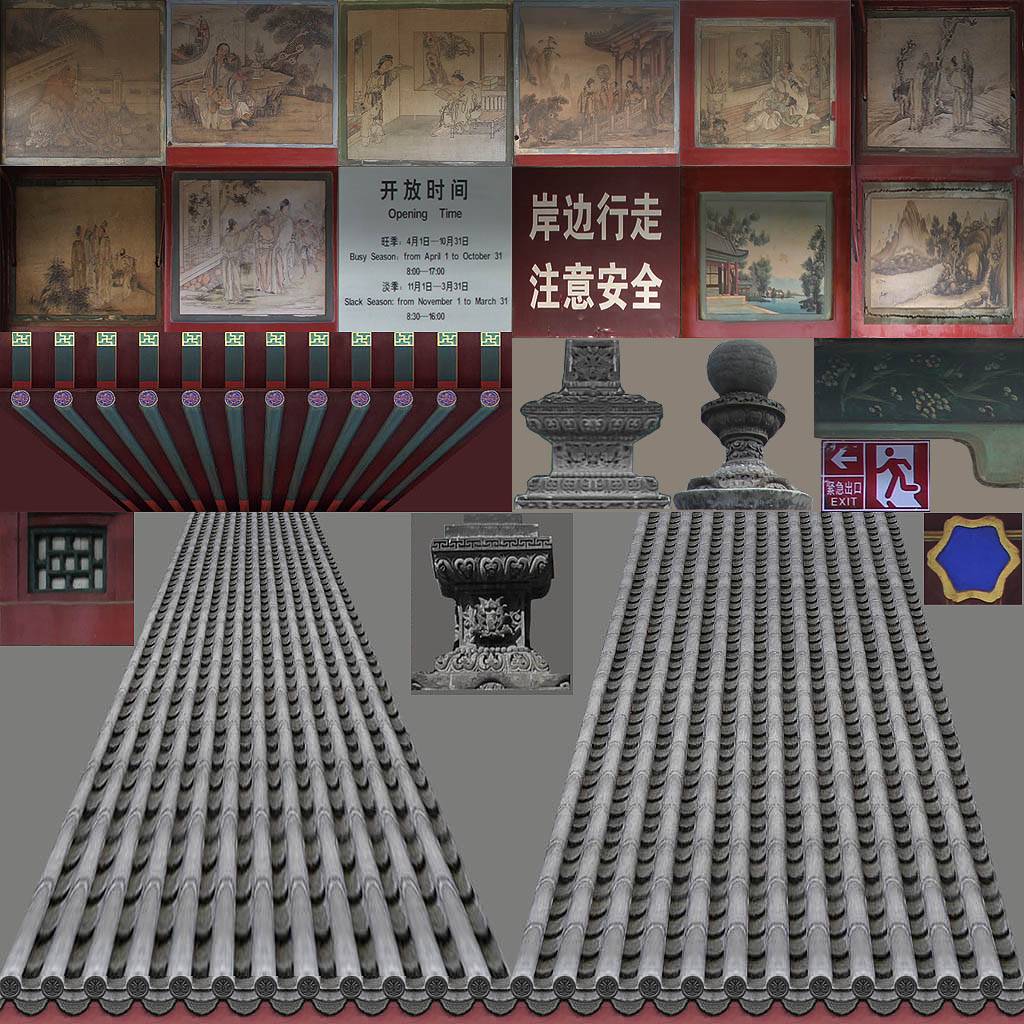 开放时间
Opening Time
旺季：4月1日—10月31日
Busy Season: from April 1 to October 31
8:00—17:00
淡季：11月1日—3月31日
Slack Season: from November 1 to March 31
8:30—16:00
岸边行走
注意安全
紧急出口
EXIT